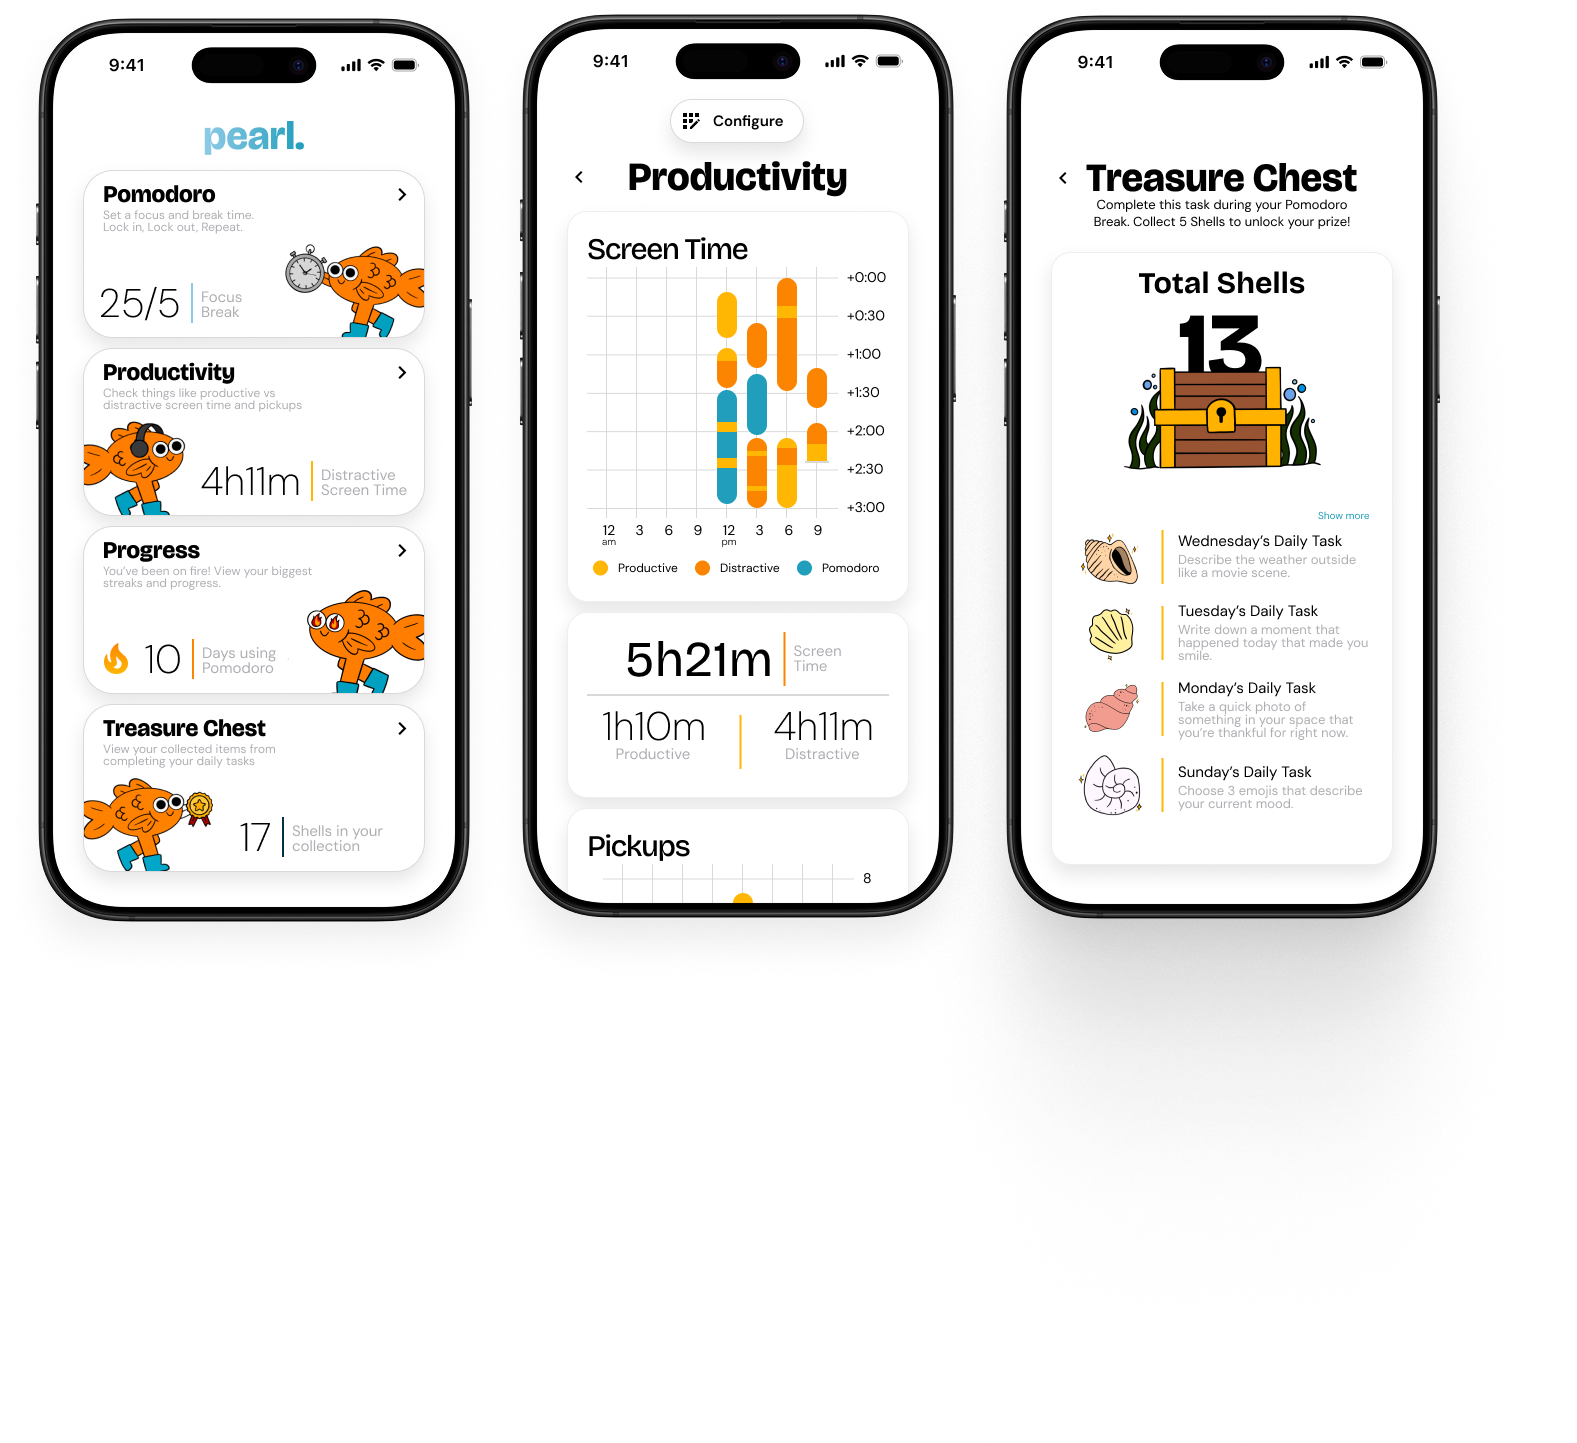 9:41
pearl.
Pomodoro
Set a focus and break time.
Lock in, Lock out, Repeat.
25/5
Focus
Break
Productivity
Check things like productive vs
distractive screen time and pickups
4h11m
Distractive
Screen Time
Progress
You've been on fire! View your biggest
streaks and progress.
10
Days using
Pomodoro
Treasure Chest
View your collected items from
completing your daily tasks
17
Shells in your
collection
9:41
Configure
Productivity
Screen Time
+0:00
+0:30
+1:00
+1:30
+2:00
+2:30
+3:00
12 3 6 9 12 3 6 9
am pm
Productive Distractive Pomodoro
5h21m
Screen
Time
1h10m 4h11m
Productive Distractive
Pickups
8
9:41
Treasure Chest
Complete this task during your Pomodoro
Break. Collect 5 Shells to unlock your prize!
Total Shells
13
Show more
Wednesday's Daily Task
Describe the weather outside
like a movie scene.
Tuesday's Daily Task
Write down a moment that
happened today that made you
smile.
Monday's Daily Task
Take a quick photo of
something in your space that
you're thankful for right now.
Sunday's Daily Task
Choose 3 emojis that describe
your current mood.